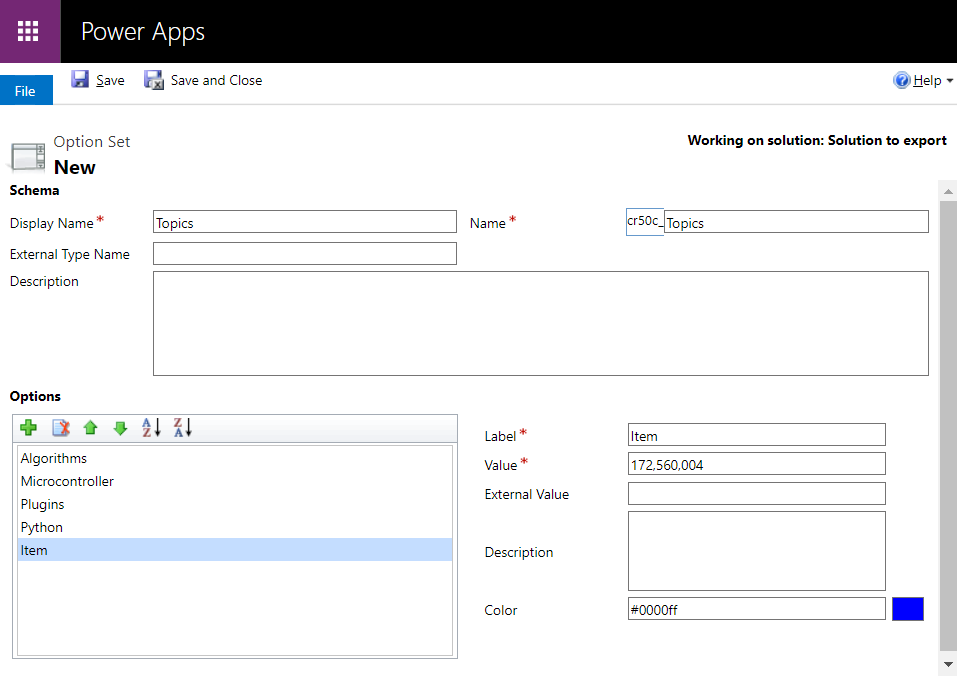 Power Apps
File
Save
Save and Close
Help
Option Set
New
Working on solution: Solution to export
Schema
Display Name* Topics
Name* cr50c_ Topics
External Type Name
Description
Options
A Z
Z A
Algorithms
Microcontroller
Plugins
Python
Item
Label* Item
Value* 172,560,004
External Value
Description
Color #0000ff